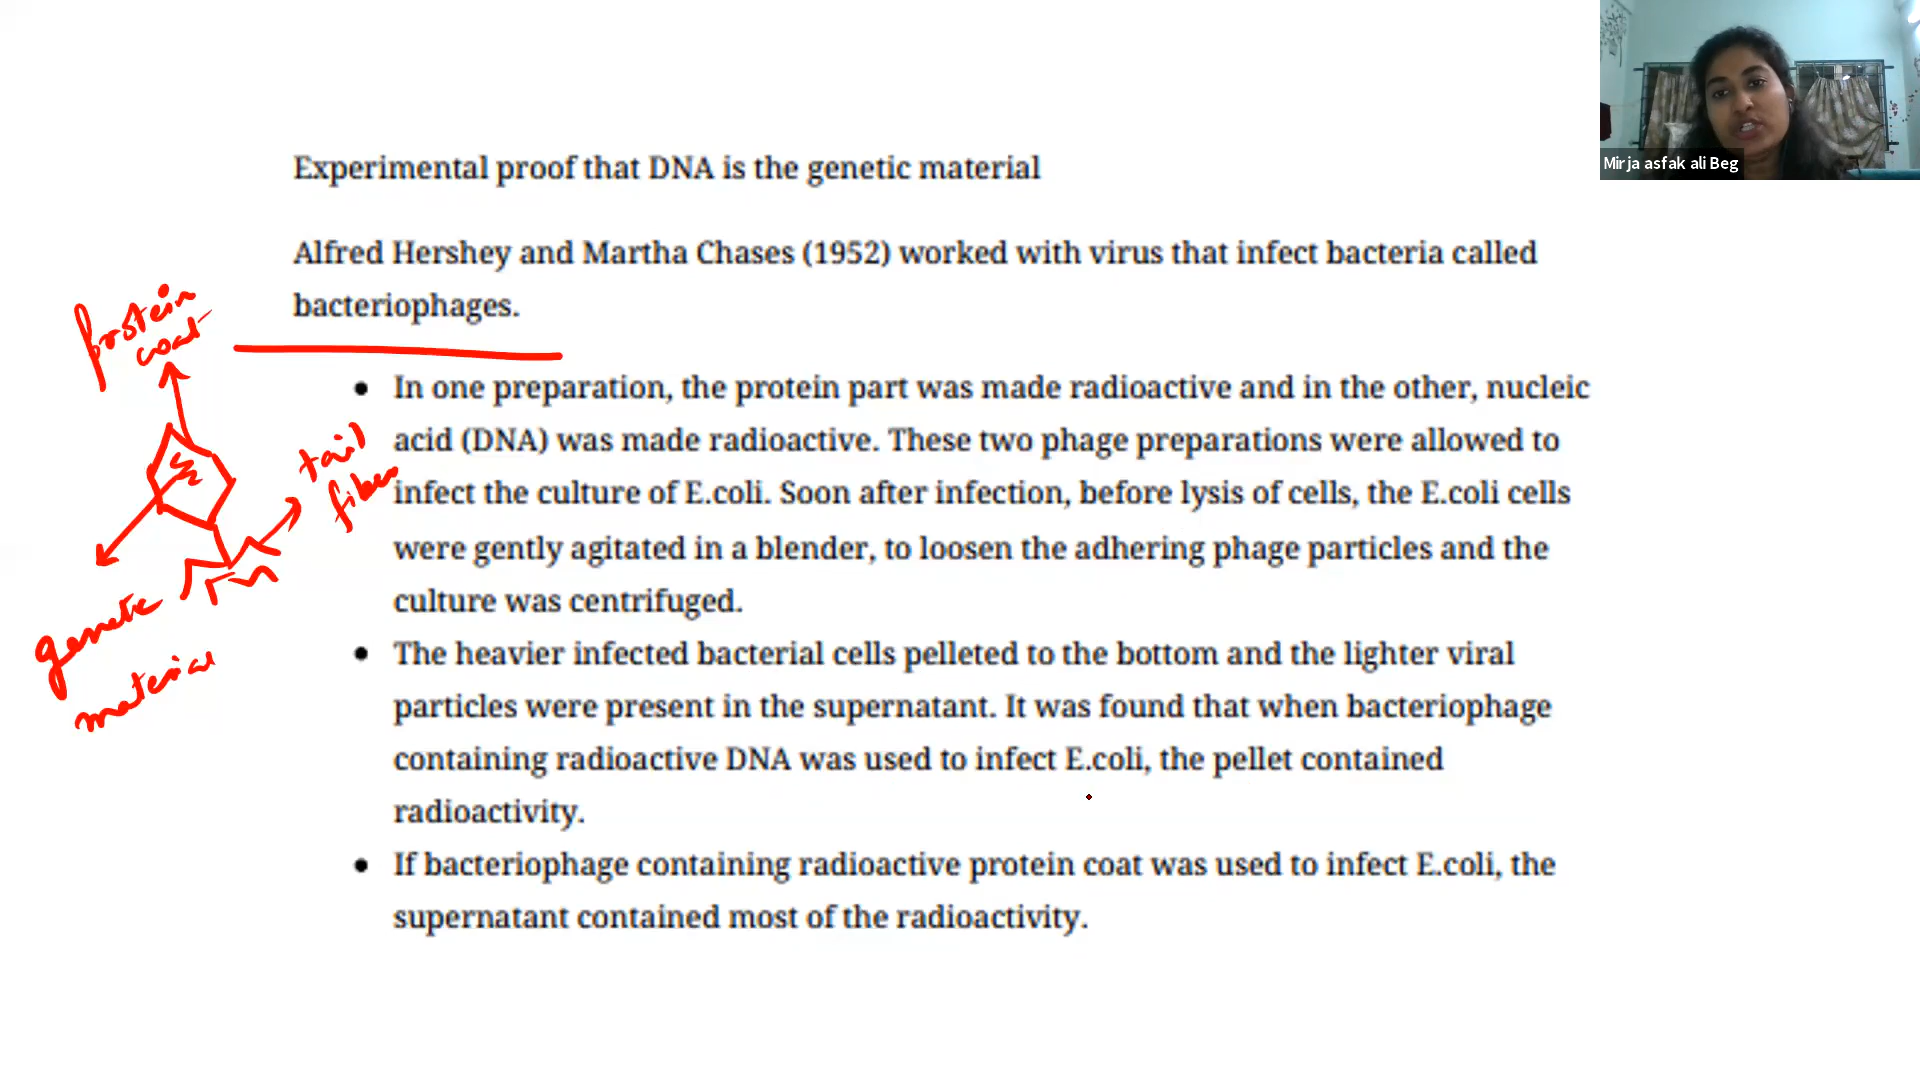 Mirja asfak ali Beg
Experimental proof that DNA is the genetic material
Alfred Hershey and Martha Chases (1952) worked with virus that infect bacteria called
bacteriophages.
protein
coat
tail
fiber
genetic
material
In one preparation, the protein part was made radioactive and in the other, nucleic
acid (DNA) was made radioactive. These two phage preparations were allowed to
infect the culture of E.coli. Soon after infection, before lysis of cells, the E.coli cells
were gently agitated in a blender, to loosen the adhering phage particles and the
culture was centrifuged.
The heavier infected bacterial cells pelleted to the bottom and the lighter viral
particles were present in the supernatant. It was found that when bacteriophage
containing radioactive DNA was used to infect E.coli, the pellet contained
radioactivity.
If bacteriophage containing radioactive protein coat was used to infect E.coli, the
supernatant contained most of the radioactivity.